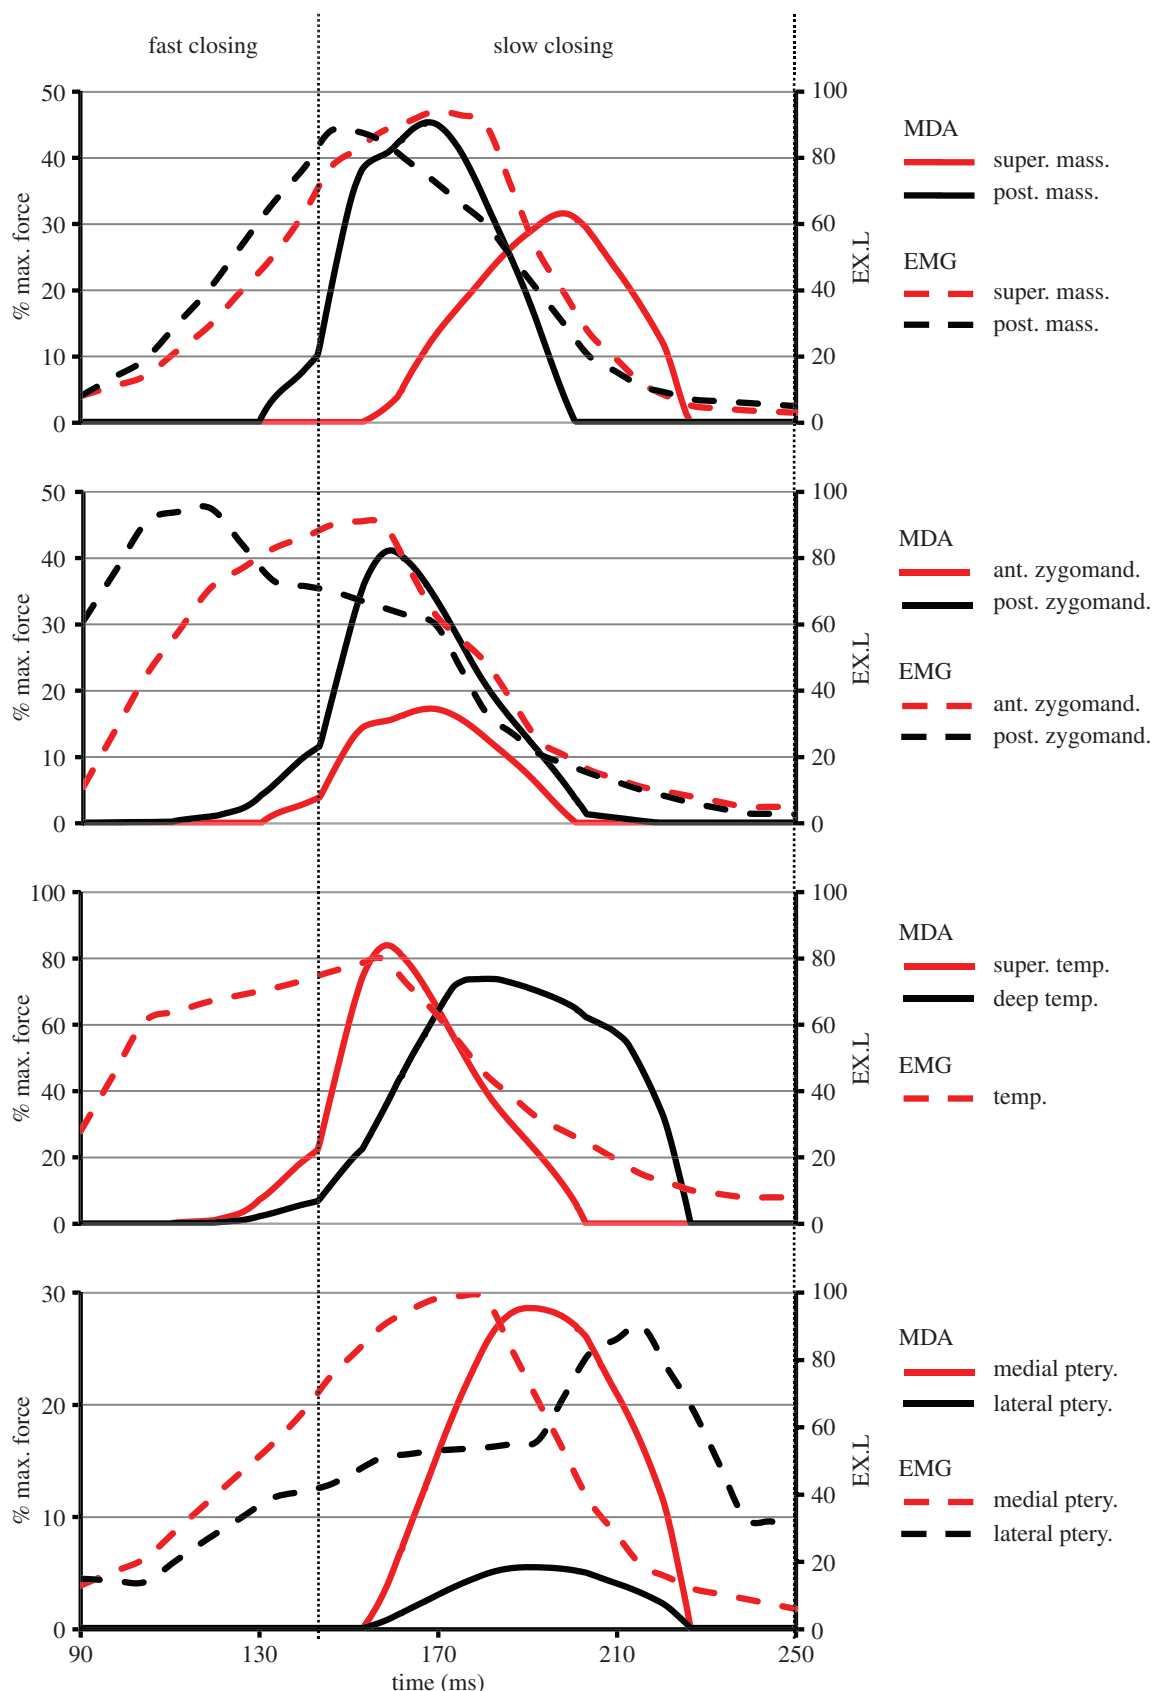 fast closing slow closing
50 100
40 80
30 60
20 40
10 20
0 0
% max. force
EX.L
MDA
super. mass.
post. mass.
EMG
super. mass.
post. mass.
50 100
40 80
30 60
20 40
10 20
0 0
% max. force
EX.L
MDA
ant. zygomand.
post. zygomand.
EMG
ant. zygomand.
post. zygomand.
100 100
80 80
60 60
40 40
20 20
0 0
% max. force
EX.L
MDA
super. temp.
deep temp.
EMG
temp.
30 100
80
20 60
10 40
20
0 0
% max. force
EX.L
MDA
medial ptery.
lateral ptery.
EMG
medial ptery.
lateral ptery.
90 130 170 210 250
time (ms)